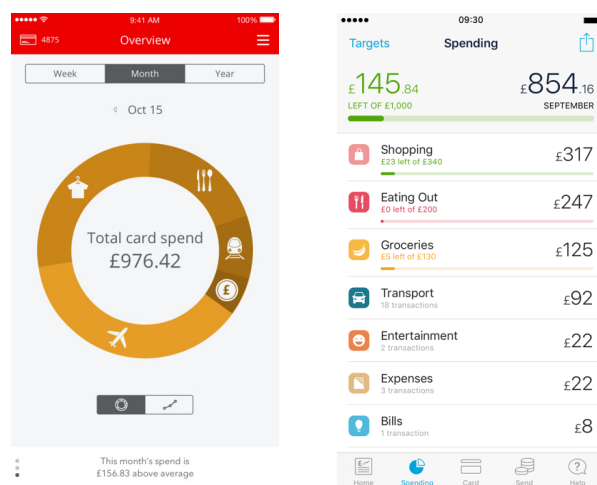 9:41 AM
100%
4875
Overview
Week
Month
Year
Oct 15
Total card spend
£976.42
£
This month's spend is
£156.83 above average
09:30
Targets
Spending
£145.84
£854.16
LEFT OF £1,000
SEPTEMBER
Shopping
£23 left of £340
£317
Eating Out
£0 left of £200
£247
Groceries
£5 left of £130
£125
Transport
18 transactions
£92
Entertainment
2 transactions
£22
Expenses
3 transactions
£22
Bills
1 transaction
£8
Home
Spending
Card
Send
Help